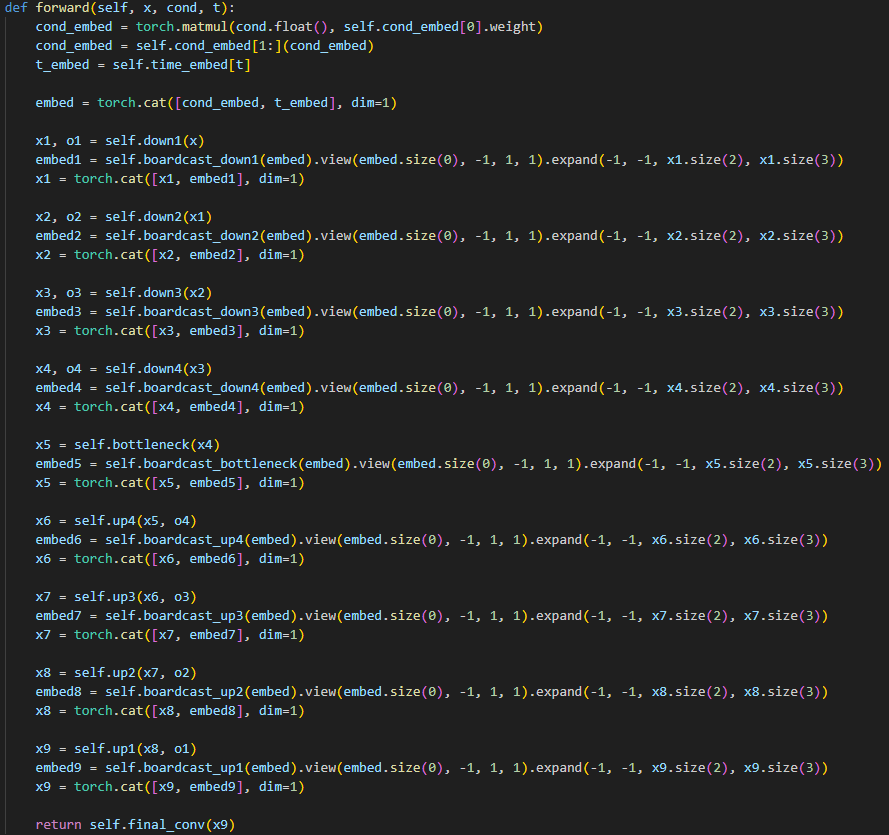 def forward(self, x, cond, t):
    cond_embed = torch.matmul(cond.float(), self.cond_embed[0].weight)
    cond_embed = self.cond_embed[1:](cond_embed)
    t_embed = self.time_embed[t]

    embed = torch.cat([cond_embed, t_embed], dim=1)

    x1, o1 = self.down1(x)
    embed1 = self.boardcast_down1(embed).view(embed.size(0), -1, 1, 1).expand(-1, -1, x1.size(2), x1.size(3))
    x1 = torch.cat([x1, embed1], dim=1)

    x2, o2 = self.down2(x1)
    embed2 = self.boardcast_down2(embed).view(embed.size(0), -1, 1, 1).expand(-1, -1, x2.size(2), x2.size(3))
    x2 = torch.cat([x2, embed2], dim=1)

    x3, o3 = self.down3(x2)
    embed3 = self.boardcast_down3(embed).view(embed.size(0), -1, 1, 1).expand(-1, -1, x3.size(2), x3.size(3))
    x3 = torch.cat([x3, embed3], dim=1)

    x4, o4 = self.down4(x3)
    embed4 = self.boardcast_down4(embed).view(embed.size(0), -1, 1, 1).expand(-1, -1, x4.size(2), x4.size(3))
    x4 = torch.cat([x4, embed4], dim=1)

    x5 = self.bottleneck(x4)
    embed5 = self.boardcast_bottleneck(embed).view(embed.size(0), -1, 1, 1).expand(-1, -1, x5.size(2), x5.size(3))
    x5 = torch.cat([x5, embed5], dim=1)

    x6 = self.up4(x5, o4)
    embed6 = self.boardcast_up4(embed).view(embed.size(0), -1, 1, 1).expand(-1, -1, x6.size(2), x6.size(3))
    x6 = torch.cat([x6, embed6], dim=1)

    x7 = self.up3(x6, o3)
    embed7 = self.boardcast_up3(embed).view(embed.size(0), -1, 1, 1).expand(-1, -1, x7.size(2), x7.size(3))
    x7 = torch.cat([x7, embed7], dim=1)

    x8 = self.up2(x7, o2)
    embed8 = self.boardcast_up2(embed).view(embed.size(0), -1, 1, 1).expand(-1, -1, x8.size(2), x8.size(3))
    x8 = torch.cat([x8, embed8], dim=1)

    x9 = self.up1(x8, o1)
    embed9 = self.boardcast_up1(embed).view(embed.size(0), -1, 1, 1).expand(-1, -1, x9.size(2), x9.size(3))
    x9 = torch.cat([x9, embed9], dim=1)

    return self.final_conv(x9)